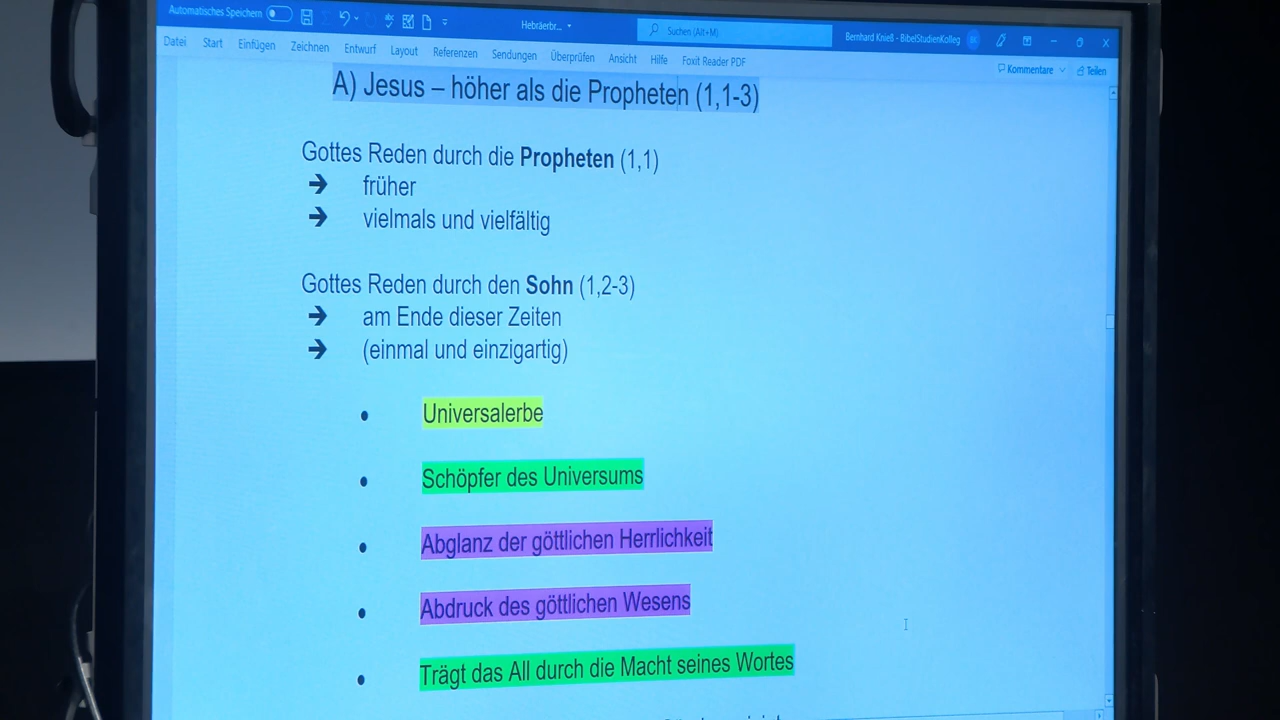 Automatisches Speichern
Hebräerbr...
Suchen (Alt+M)
Bernhard Knieß - BibelStudienKolleg
Datei Start Einfügen Zeichnen Entwurf Layout Referenzen Sendungen Überprüfen Ansicht Hilfe Foxit Reader PDF
Kommentare Teilen
A) Jesus – höher als die Propheten (1,1-3)
Gottes Reden durch die Propheten (1,1)
➔ früher
➔ vielmals und vielfältig
Gottes Reden durch den Sohn (1,2-3)
➔ am Ende dieser Zeiten
➔ (einmal und einzigartig)
• Universalerbe
• Schöpfer des Universums
• Abglanz der göttlichen Herrlichkeit
• Abdruck des göttlichen Wesens
• Trägt das All durch die Macht seines Wortes